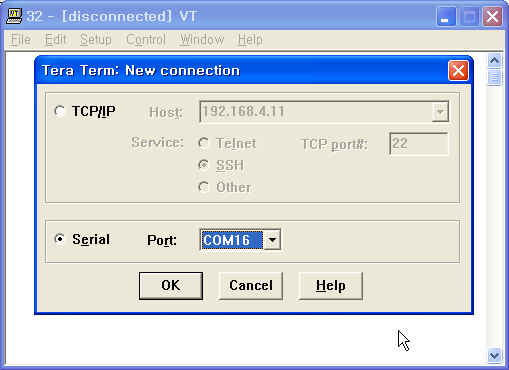 VT 32 - [disconnected] VT
File Edit Setup Control Window Help
Tera Term: New connection
TCP/IP Host: 192.168.4.11
Service: Telnet TCP port#: 22
SSH
Other
Serial Port: COM16
OK Cancel Help